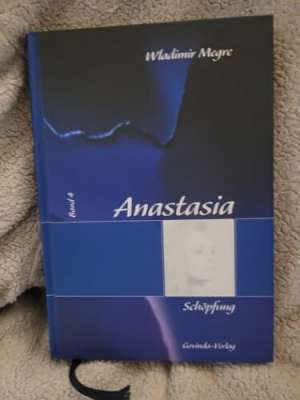 Wladimir Megre
Band 4
Anastasia
Schöpfung
Govinda-Verlag